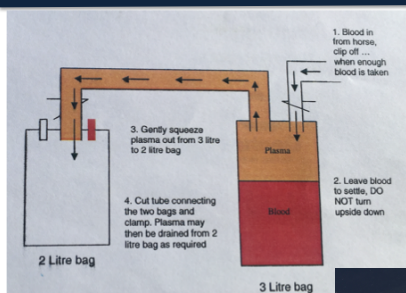 1. Blood in
from horse,
clip off ...
when enough
blood is taken
3. Gently squeeze
plasma out from 3 litre
to 2 litre bag
Plasma
4. Cut tube connecting
the two bags and
clamp. Plasma may
then be drained from 2
litre bag as required
2. Leave blood
to settle, DO
NOT turn
upside down
Blood
2 Litre bag
3 Litre bag